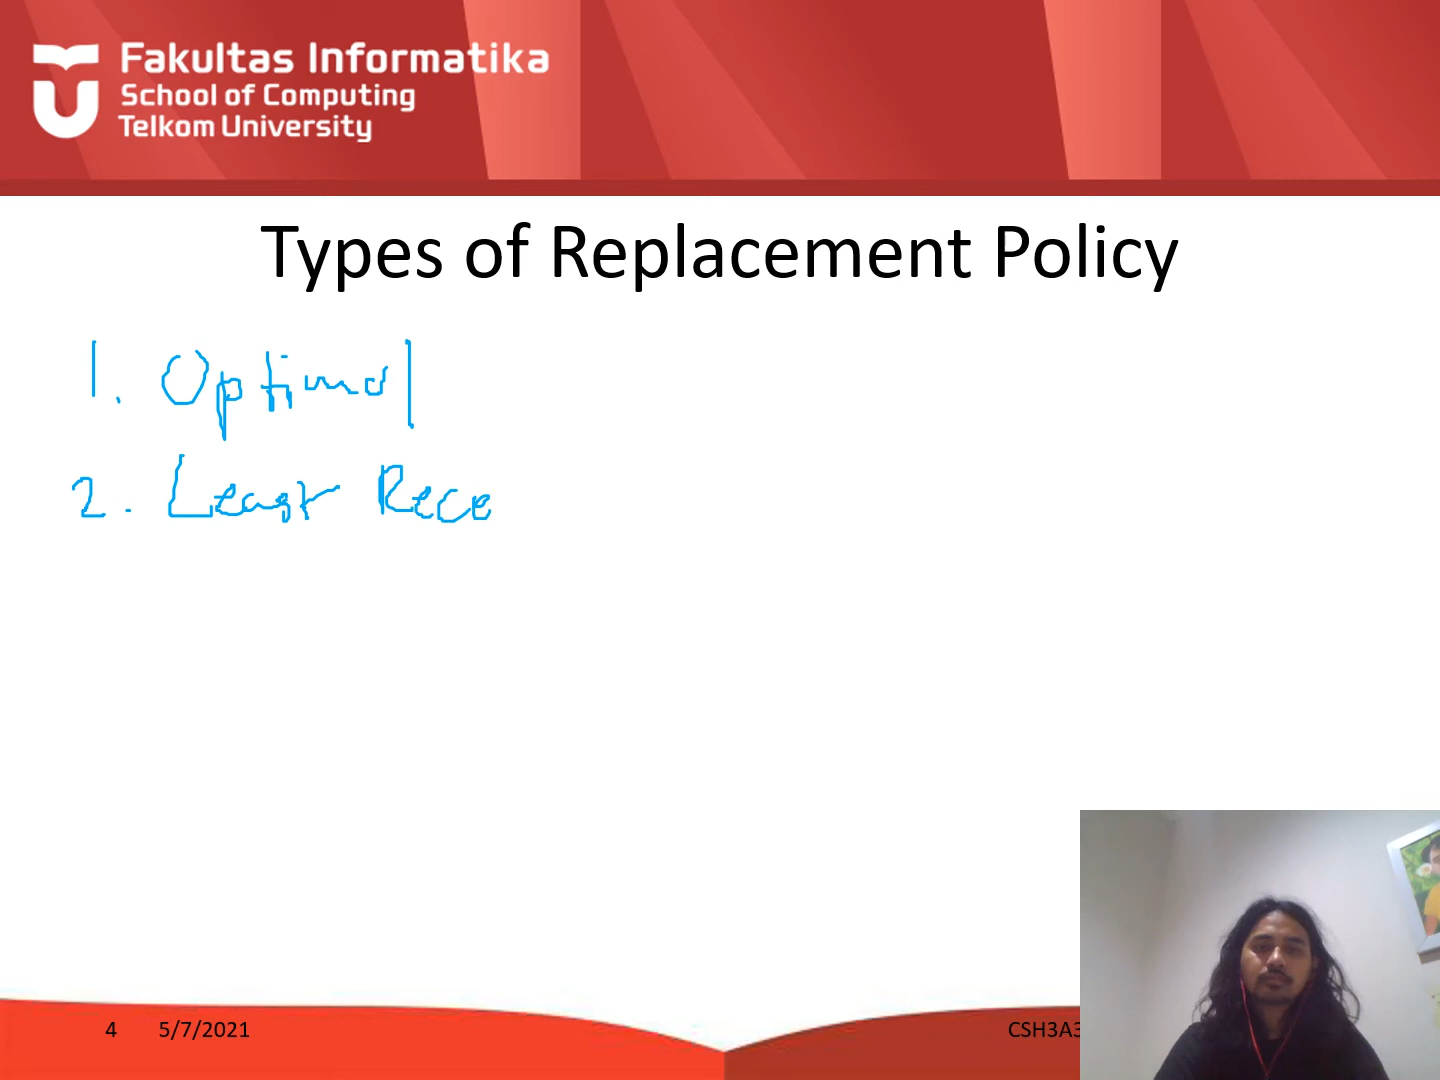 Fakultas Informatika
School of Computing
Telkom University
Types of Replacement Policy
1. Optimal
2. Least Rece
4 5/7/2021 CSH3A3